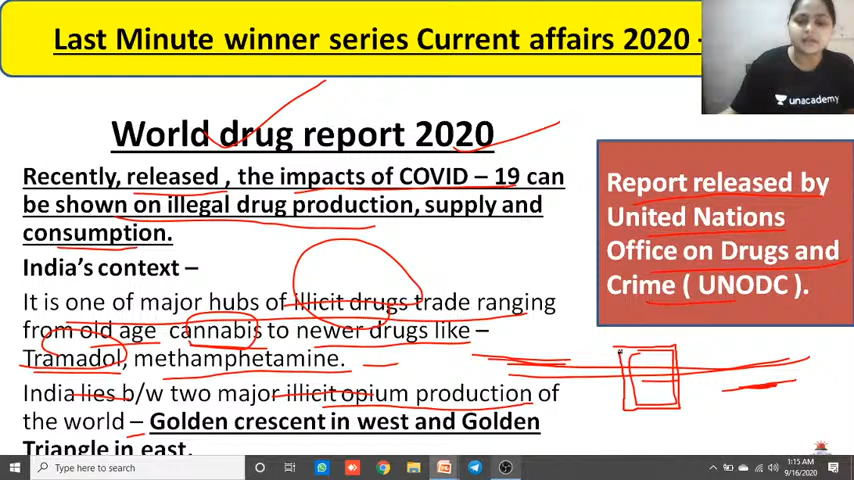 Last Minute winner series Current affairs 2020 -
unacademy
World drug report 2020
Recently, released , the impacts of COVID – 19 can
be shown on illegal drug production, supply and
consumption.
India's context –
It is one of major hubs of illicit drugs trade ranging
from old age cannabis to newer drugs like –
Tramadol, methamphetamine.
India lies b/w two major illicit opium production of
the world – Golden crescent in west and Golden
Triangle in east.
Report released by
United Nations
Office on Drugs and
Crime ( UNODC ).
Type here to search
1:15 AM
9/16/2020